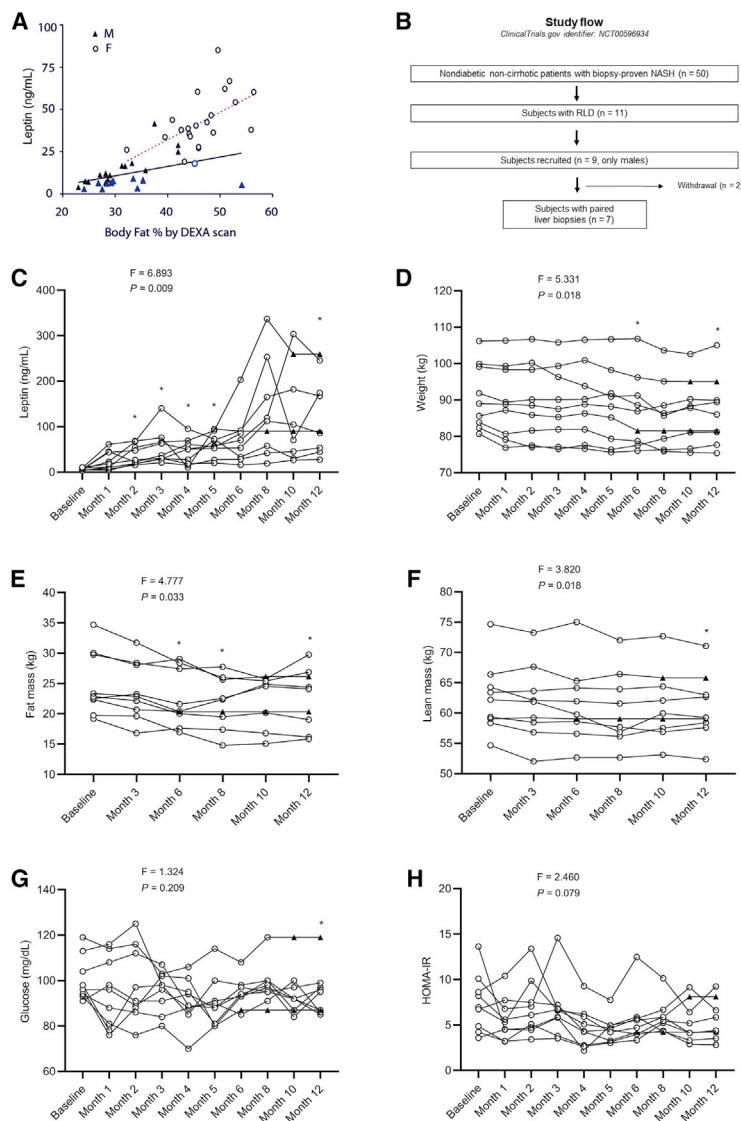 A
M
F
Leptin (ng/mL)
100
75
50
25
0
20 30 40 50 60
Body Fat % by DEXA scan
B
Study flow
ClinicalTrials.gov identifier: NCT00596934
Nondiabetic non-cirrhotic patients with biopsy-proven NASH (n = 50)
Subjects with RLD (n = 11)
Subjects recruited (n = 9, only males)
Withdrawal (n = 2)
Subjects with paired
liver biopsies (n = 7)
C
F = 6.893
P = 0.009
Leptin (ng/mL)
400
300
200
100
0
* * * * *
Baseline Month 1 Month 2 Month 3 Month 4 Month 5 Month 6 Month 8 Month 10 Month 12
D
F = 5.331
P = 0.018
Weight (kg)
120
110
100
90
80
70
* *
Baseline Month 1 Month 2 Month 3 Month 4 Month 5 Month 6 Month 8 Month 10 Month 12
E
F = 4.777
P = 0.033
Fat mass (kg)
40
35
30
25
20
15
10
* * *
Baseline Month 3 Month 6 Month 8 Month 10 Month 12
F
F = 3.820
P = 0.018
Lean mass (kg)
80
75
70
65
60
55
50
*
Baseline Month 3 Month 6 Month 8 Month 10 Month 12
G
F = 1.324
P = 0.209
Glucose (mg/dL)
140
120
100
80
60
*
Baseline Month 1 Month 2 Month 3 Month 4 Month 5 Month 6 Month 8 Month 10 Month 12
H
F = 2.460
P = 0.079
HOMA-IR
20
15
10
5
0
Baseline Month 1 Month 2 Month 3 Month 4 Month 5 Month 6 Month 8 Month 10 Month 12